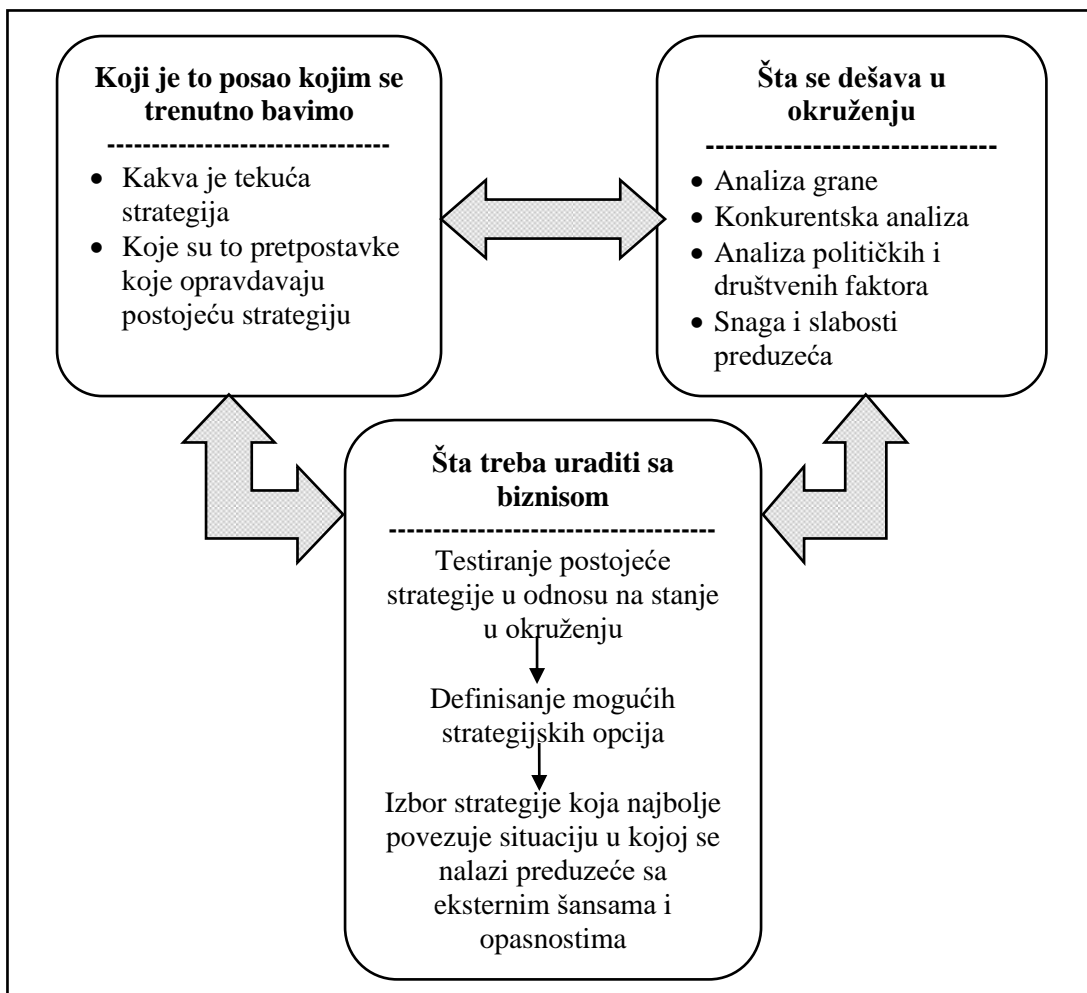 Koji je to posao kojim se
trenutno bavimo
--------------------------------
• Kakva je tekuća
strategija
• Koje su to pretpostavke
koje opravdavaju
postojeću strategiju
Šta se dešava u
okruženju
------------------------------
• Analiza grane
• Konkurentska analiza
• Analiza političkih i
društvenih faktora
• Snaga i slabosti
preduzeća
Šta treba uraditi sa
biznisom
----------------------------------
Testiranje postojeće
strategije u odnosu na stanje
u okruženju
Definisanje mogućih
strategijskih opcija
Izbor strategije koja najbolje
povezuje situaciju u kojoj se
nalazi preduzeće sa
eksternim šansama i
opasnostima